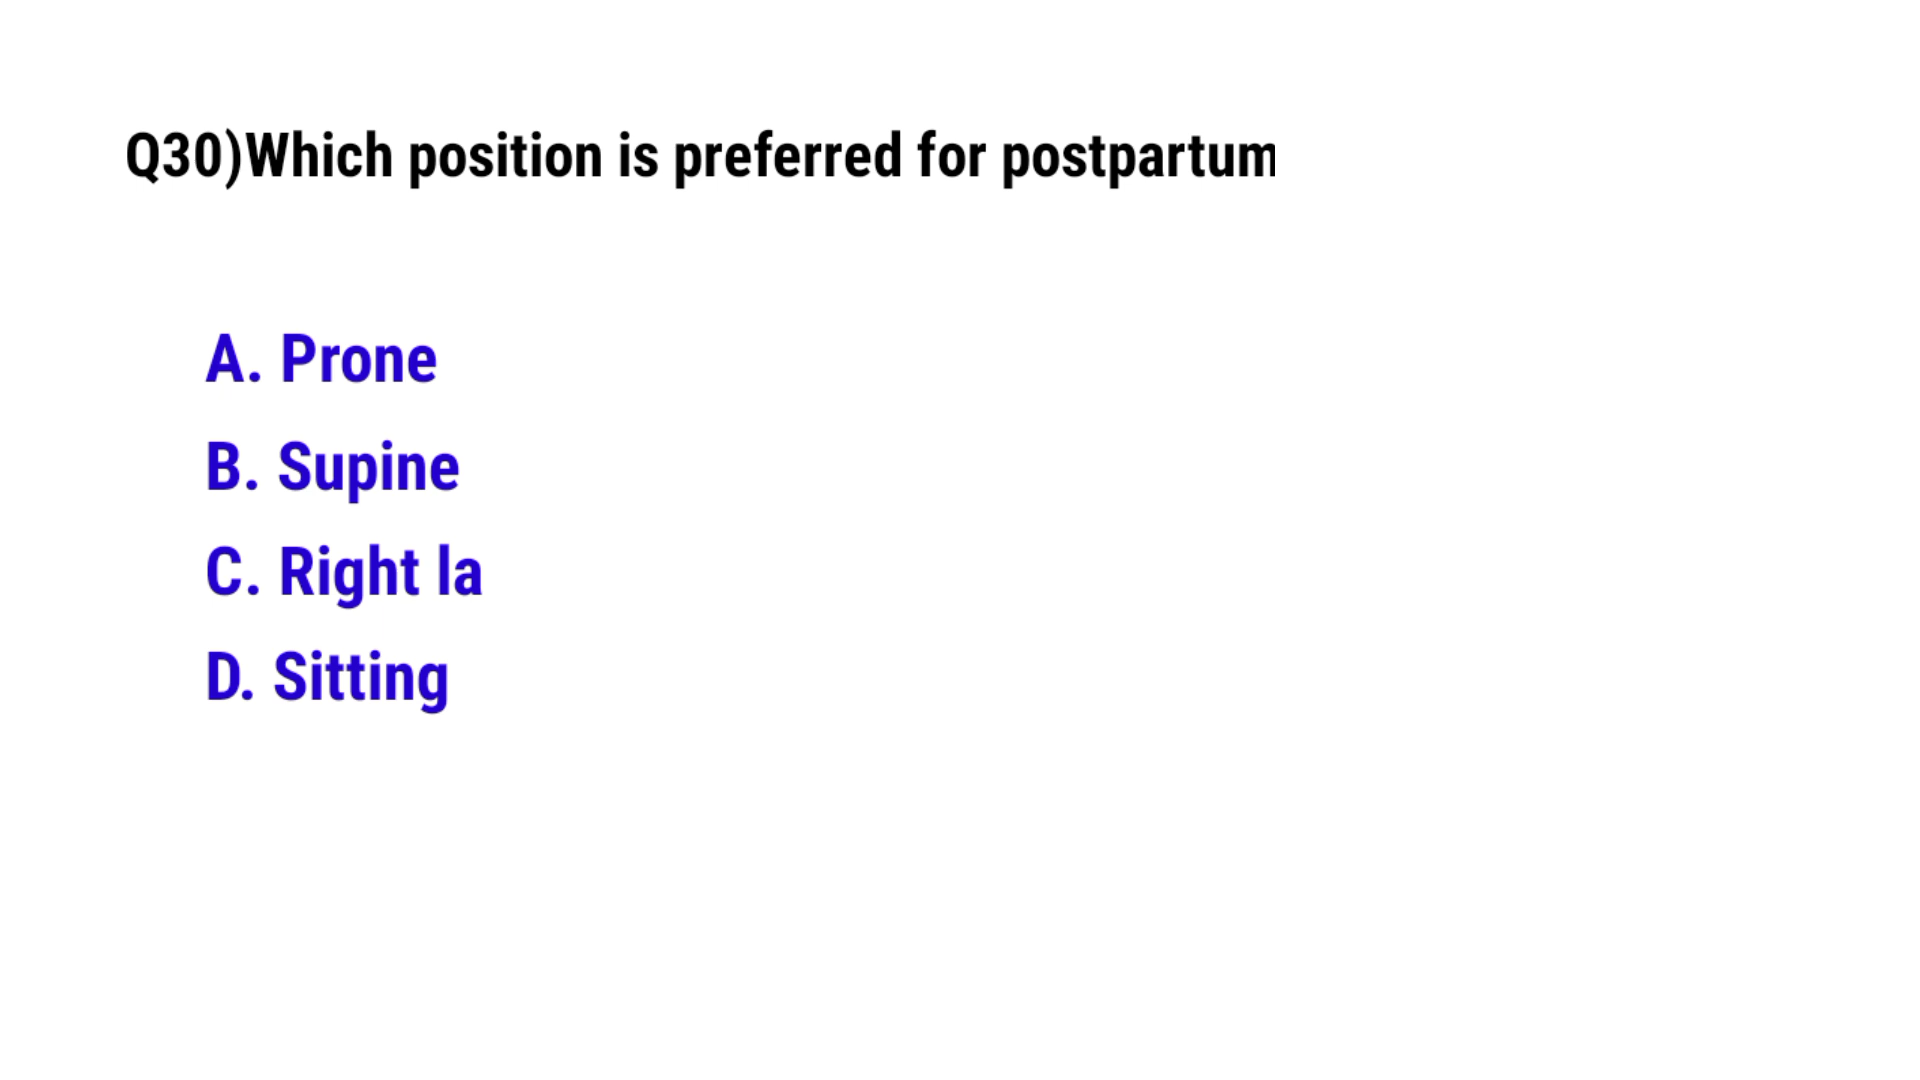 Q30)Which position is preferred for postpartum
A. Prone
B. Supine
C. Right la
D. Sitting